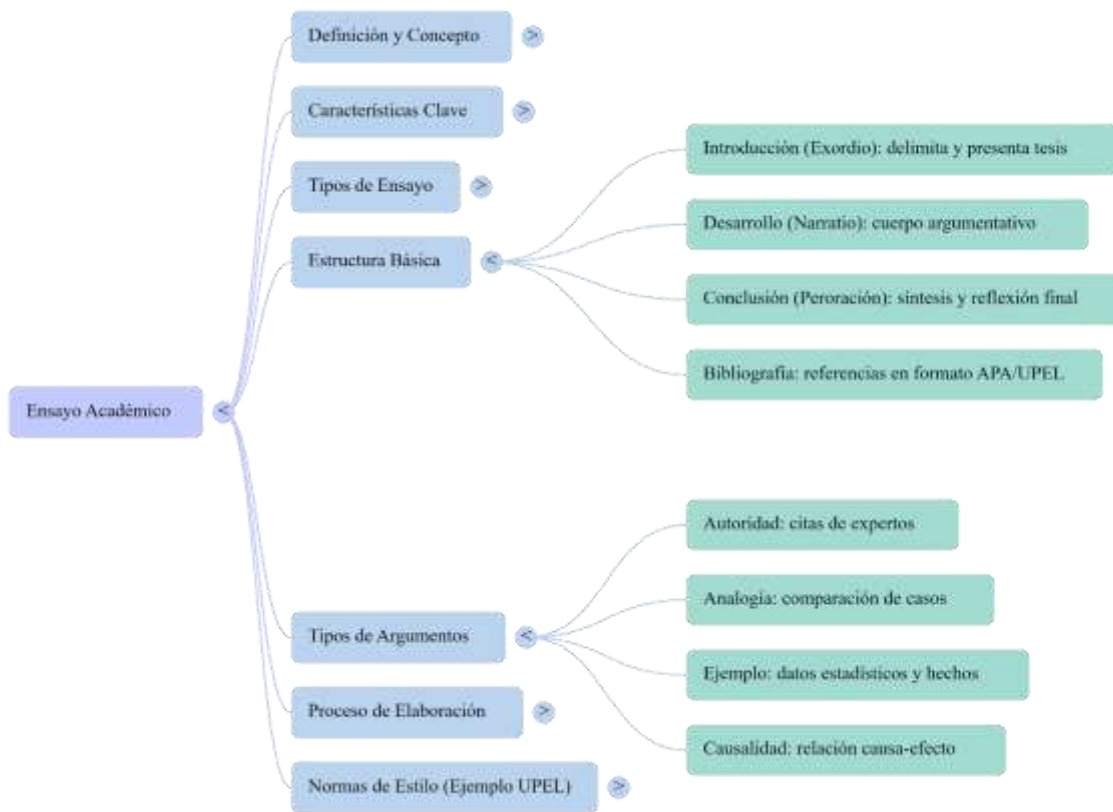 Definición y Concepto
>
Características Clave
>
Introducción (Exordio): delimita y presenta tesis
Tipos de Ensayo
>
Desarrollo (Narratio): cuerpo argumentativo
Estructura Básica
<
Conclusión (Peroración): síntesis y reflexión final
Bibliografía: referencias en formato APA/UPEL
Ensayo Académico
<
Autoridad: citas de expertos
Analogía: comparación de casos
Tipos de Argumentos
<
Ejemplo: datos estadísticos y hechos
Proceso de Elaboración
>
Causalidad: relación causa-efecto
Normas de Estilo (Ejemplo UPEL)
>